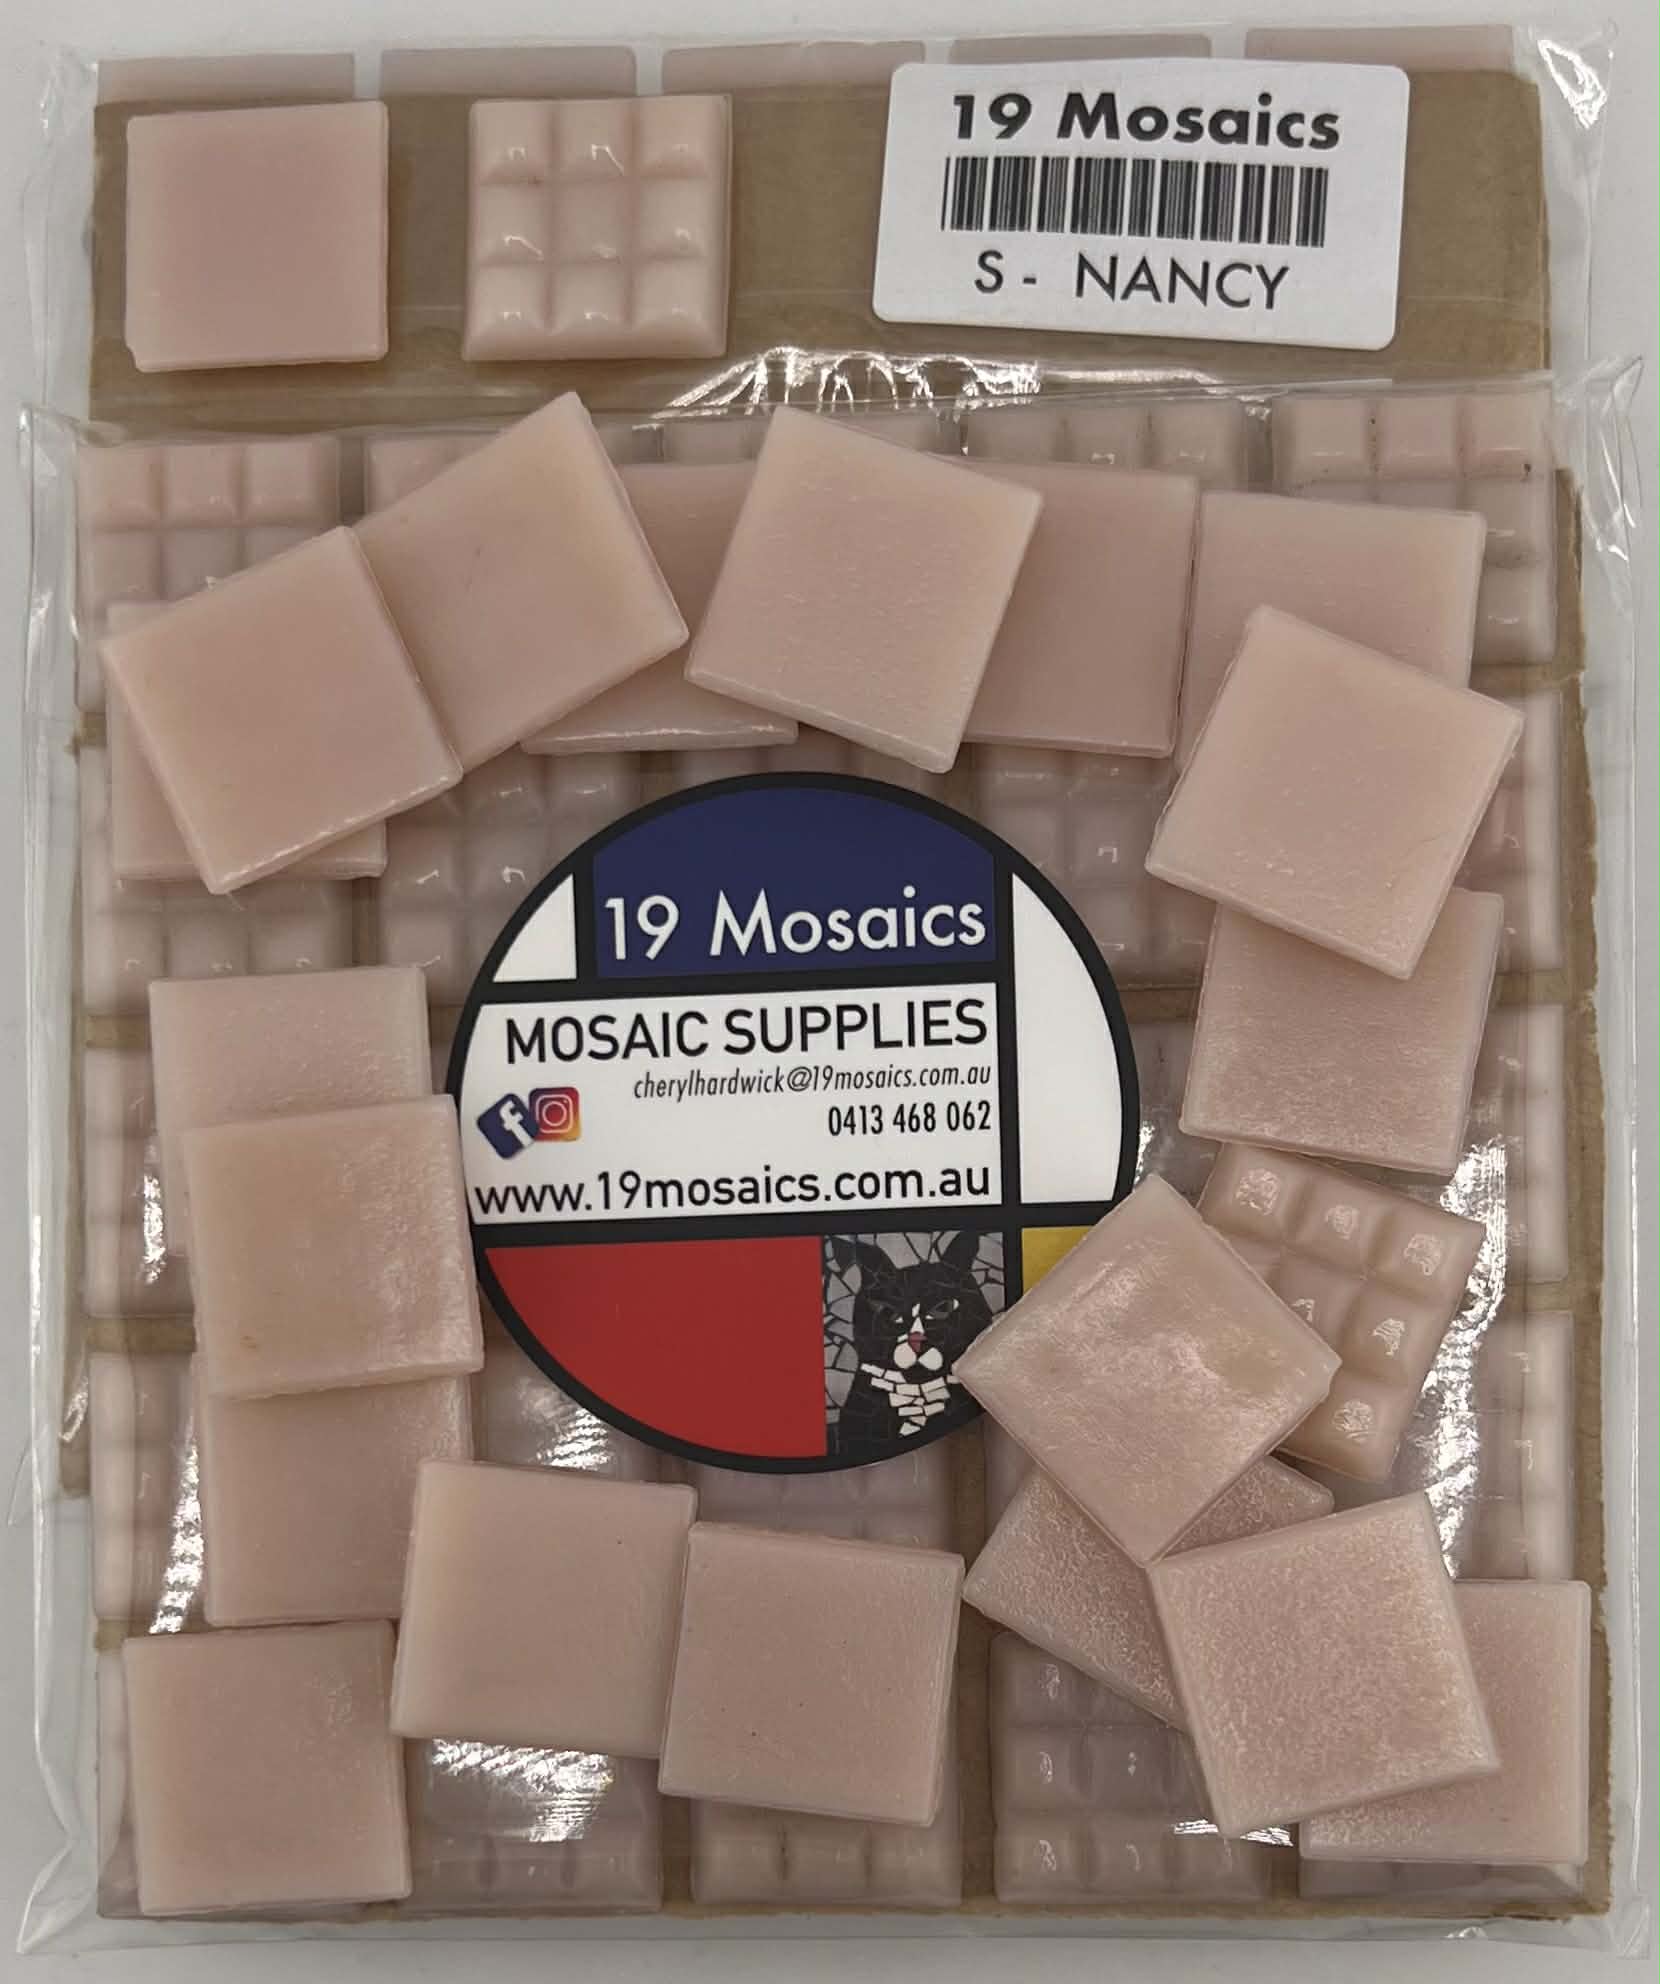 19 Mosaics
S - NANCY
19 Mosaics
MOSAIC SUPPLIES
cherylhardwick@19mosaics.com.au
0413 468 062
www.19mosaics.com.au